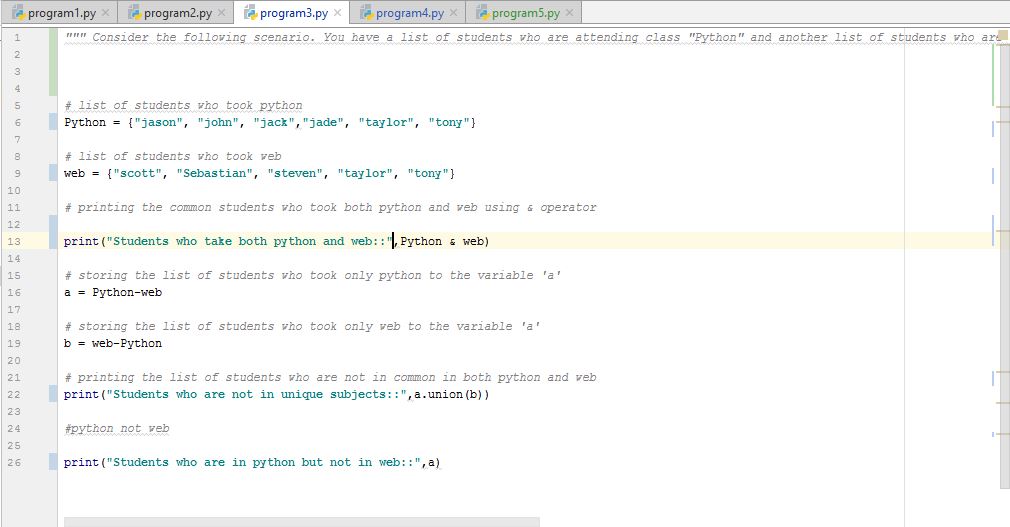 program1.py × program2.py × program3.py × program4.py × program5.py ×
1 """ Consider the following scenario. You have a list of students who are attending class "Python" and another list of students who are
2
3
4
5 # list of students who took python
6 Python = {"jason", "john", "jack","jade", "taylor", "tony"}
7
8 # list of students who took web
9 web = {"scott", "Sebastian", "steven", "taylor", "tony"}
10
11 # printing the common students who took both python and web using & operator
12
13 print("Students who take both python and web::",Python & web)
14
15 # storing the list of students who took only python to the variable 'a'
16 a = Python-web
17
18 # storing the list of students who took only web to the variable 'a'
19 b = web-Python
20
21 # printing the list of students who are not in common in both python and web
22 print("Students who are not in unique subjects::",a.union(b))
23
24 #python not web
25
26 print("Students who are in python but not in web::",a)